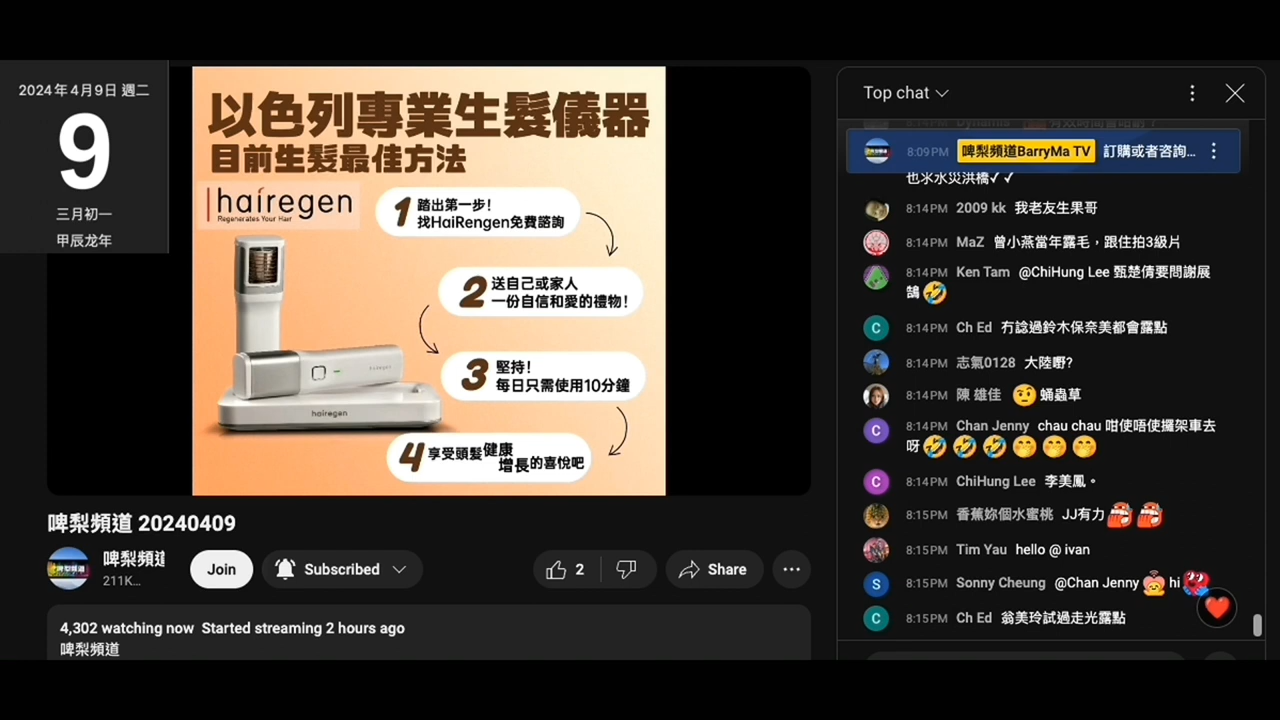 2024年4月9日 週二
9
三月初一
甲辰龙年
以色列專業生髮儀器
目前生髮最佳方法
hairegen
Regenerates Your Hair
1 踏出第一步!
找HaiRengen免費諮詢
2 送自己或家人
一份自信和愛的禮物!
3 堅持!
每日只需使用10分鐘
4 享受頭髮健康
增長的喜悅吧
hairegen
hairegen
啤梨頻道 20240409
啤梨頻道
211K...
Join
Subscribed
2
Share
4,302 watching now Started streaming 2 hours ago
啤梨頻道
Top chat
8:09PM 啤梨頻道BarryMa TV 訂購或者咨詢...
也求水災洪橋✓✓
8:14PM 2009 kk 我老友生果哥
8:14PM MaZ 曾小燕當年露毛，跟住拍3級片
8:14PM Ken Tam @ChiHung Lee 甄楚倩要問謝展
鵠🤣
C 8:14PM Ch Ed 冇諗過鈴木保奈美都會露點
8:14PM 志氣0128 大陸嘢?
8:14PM 陳 雄佳 🤨蛹蟲草
C 8:14PM Chan Jenny chau chau 咁使唔使攞架車去
呀🤣🤣🤣🤭🤭🤭
C 8:14PM ChiHung Lee 李美鳳。
8:15PM 香蕉妳個水蜜桃 JJ有力
8:15PM Tim Yau hello @ ivan
S 8:15PM Sonny Cheung @Chan Jenny hi
C 8:15PM Ch Ed 翁美玲試過走光露點